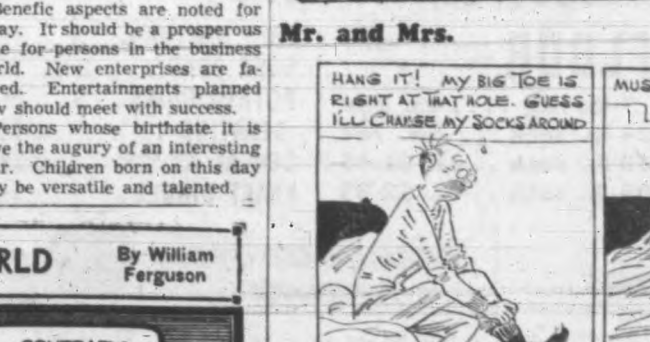 Benefic aspects are noted for
ay. It should be a prosperous
e for persons in the business
rld. New enterprises are fa-
ed. Entertainments planned
w should meet with success.
Persons whose birthdate it is
e the augury of an interesting
r. Children born on this day
y be versatile and talented.
RLD
By William
Ferguson
Mr. and Mrs.
HANG IT! MY BIG TOE IS
RIGHT AT THAT HOLE. GUESS
I'LL CHANGE MY SOCKS AROUND
MUS